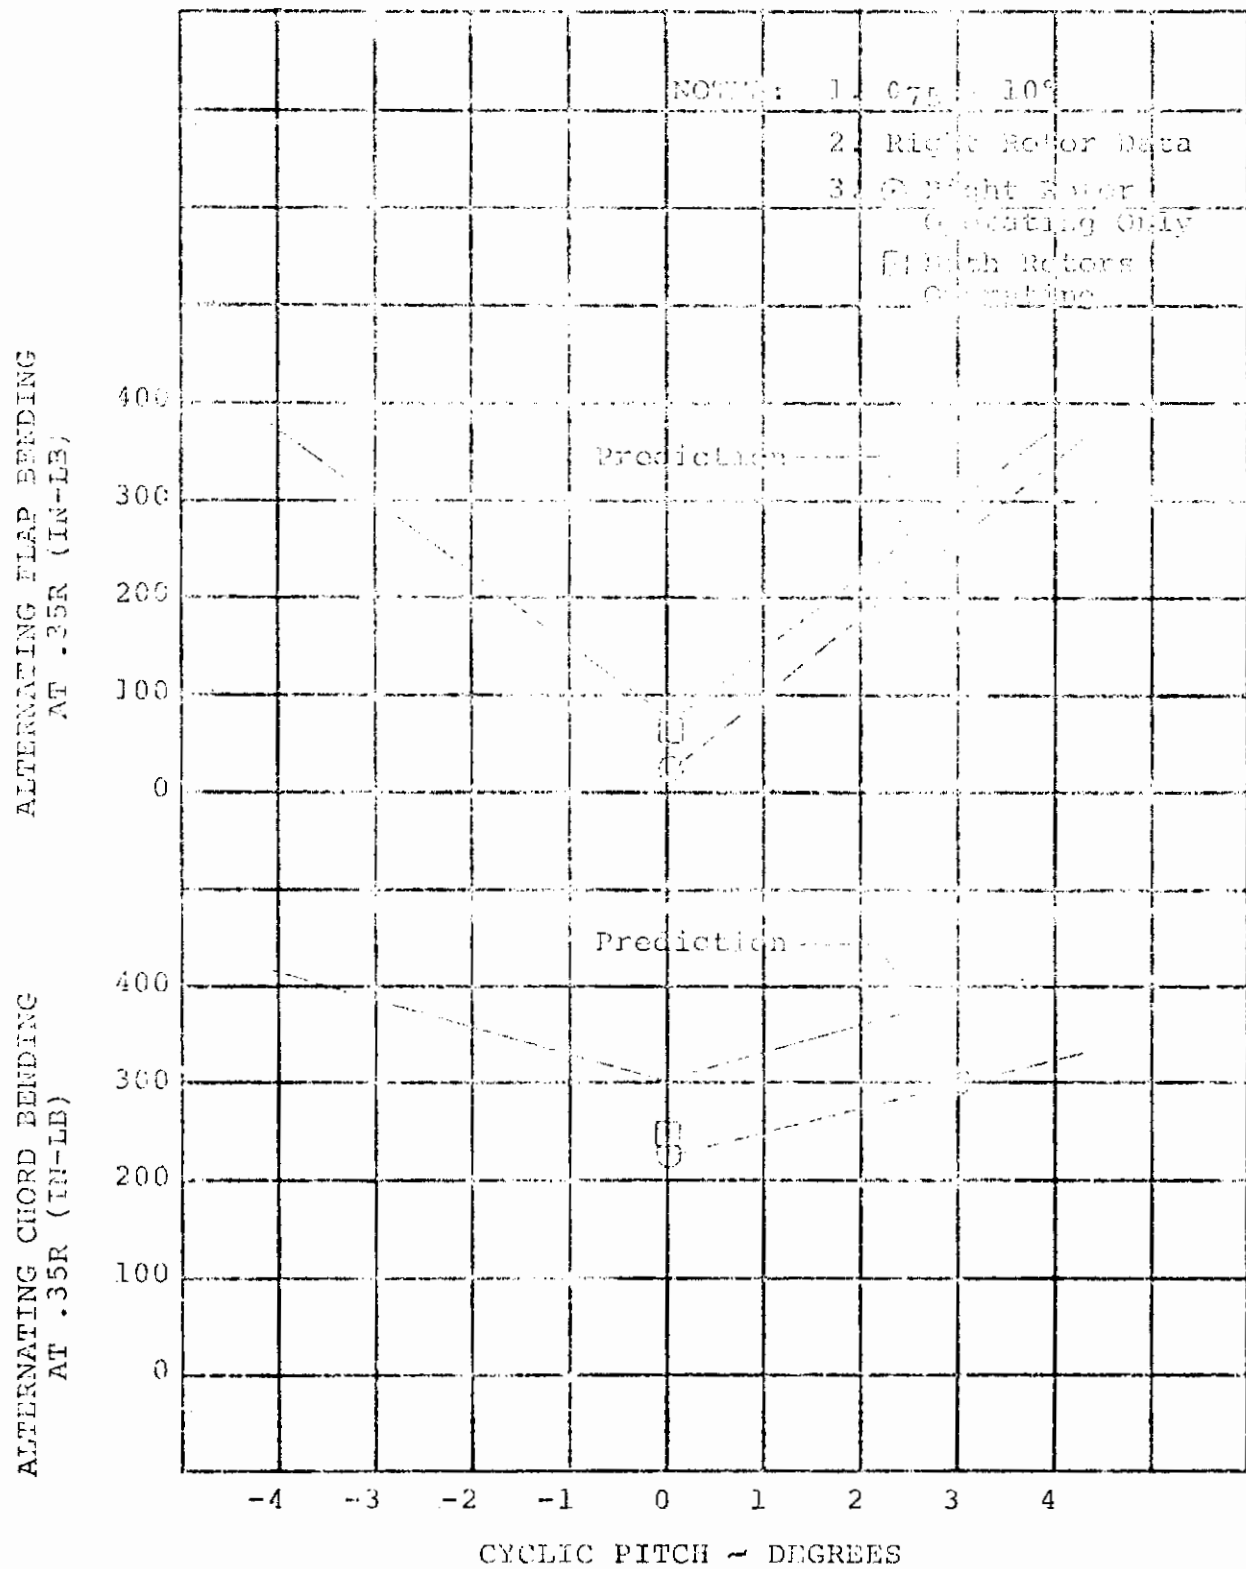 NOTES: 1. θ75 = 10°
2. Right Rotor Data
3. Right Rotor
Operating Only
Both Rotors
Operating
ALTERNATING FLAP BENDING
AT .35R (IN-LB)
400
300
200
100
0
Prediction
ALTERNATING CHORD BENDING
AT .35R (IN-LB)
400
300
200
100
0
Prediction
-4 -3 -2 -1 0 1 2 3 4
CYCLIC PITCH ~ DEGREES